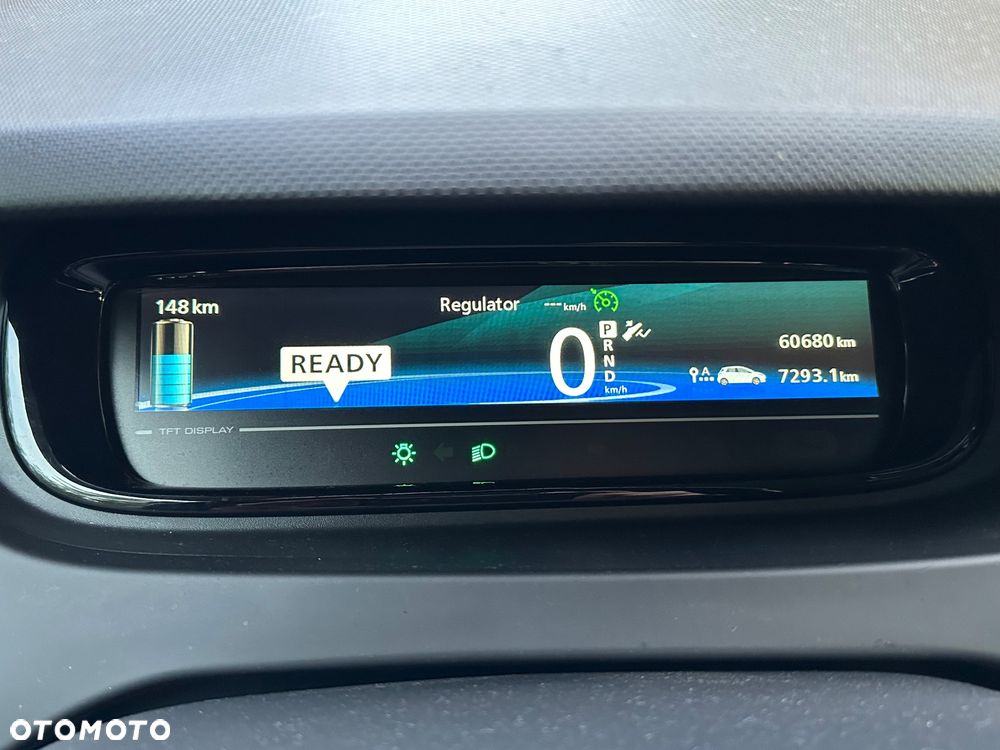 148 km
Regulator --- km/h
READY
0
P
R
N
D
km/h
60680 km
A
7293.1 km
TFT DISPLAY
OTOMOTO